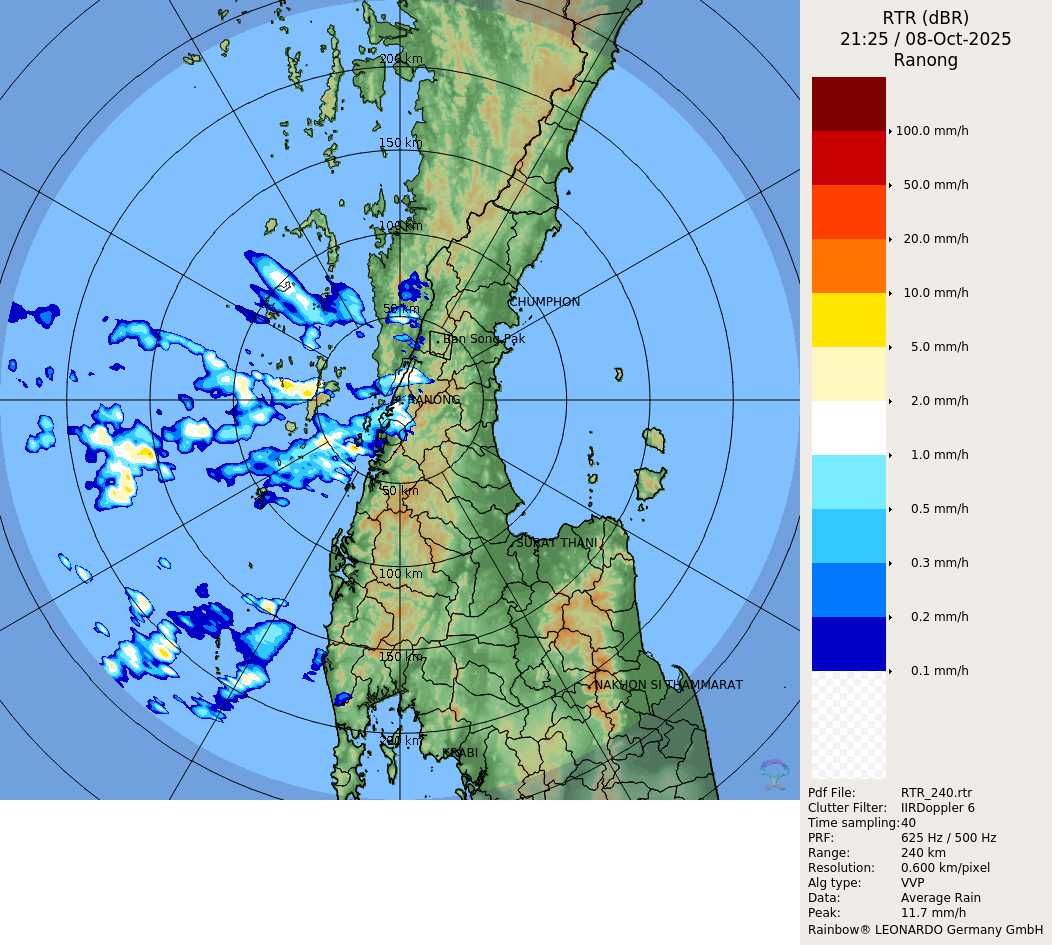 RTR (dBR)
21:25 / 08-Oct-2025
Ranong
200 km
150 km
100 km
50 km
CHUMPHON
Ban Song Pak
RANONG
50 km
SURAT THANI
100 km
150 km
NAKHON SI THAMMARAT
200 km
KRABI
100.0 mm/h
50.0 mm/h
20.0 mm/h
10.0 mm/h
5.0 mm/h
2.0 mm/h
1.0 mm/h
0.5 mm/h
0.3 mm/h
0.2 mm/h
0.1 mm/h
Pdf File: RTR_240.rtr
Clutter Filter: IIRDoppler 6
Time sampling:40
PRF: 625 Hz / 500 Hz
Range: 240 km
Resolution: 0.600 km/pixel
Alg type: VVP
Data: Average Rain
Peak: 11.7 mm/h
Rainbow® LEONARDO Germany GmbH